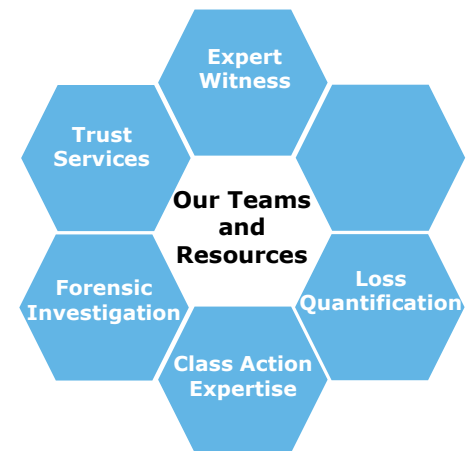 Expert
Witness
Trust
Services
Our Teams
and
Resources
Forensic
Investigation
Loss
Quantification
Class Action
Expertise